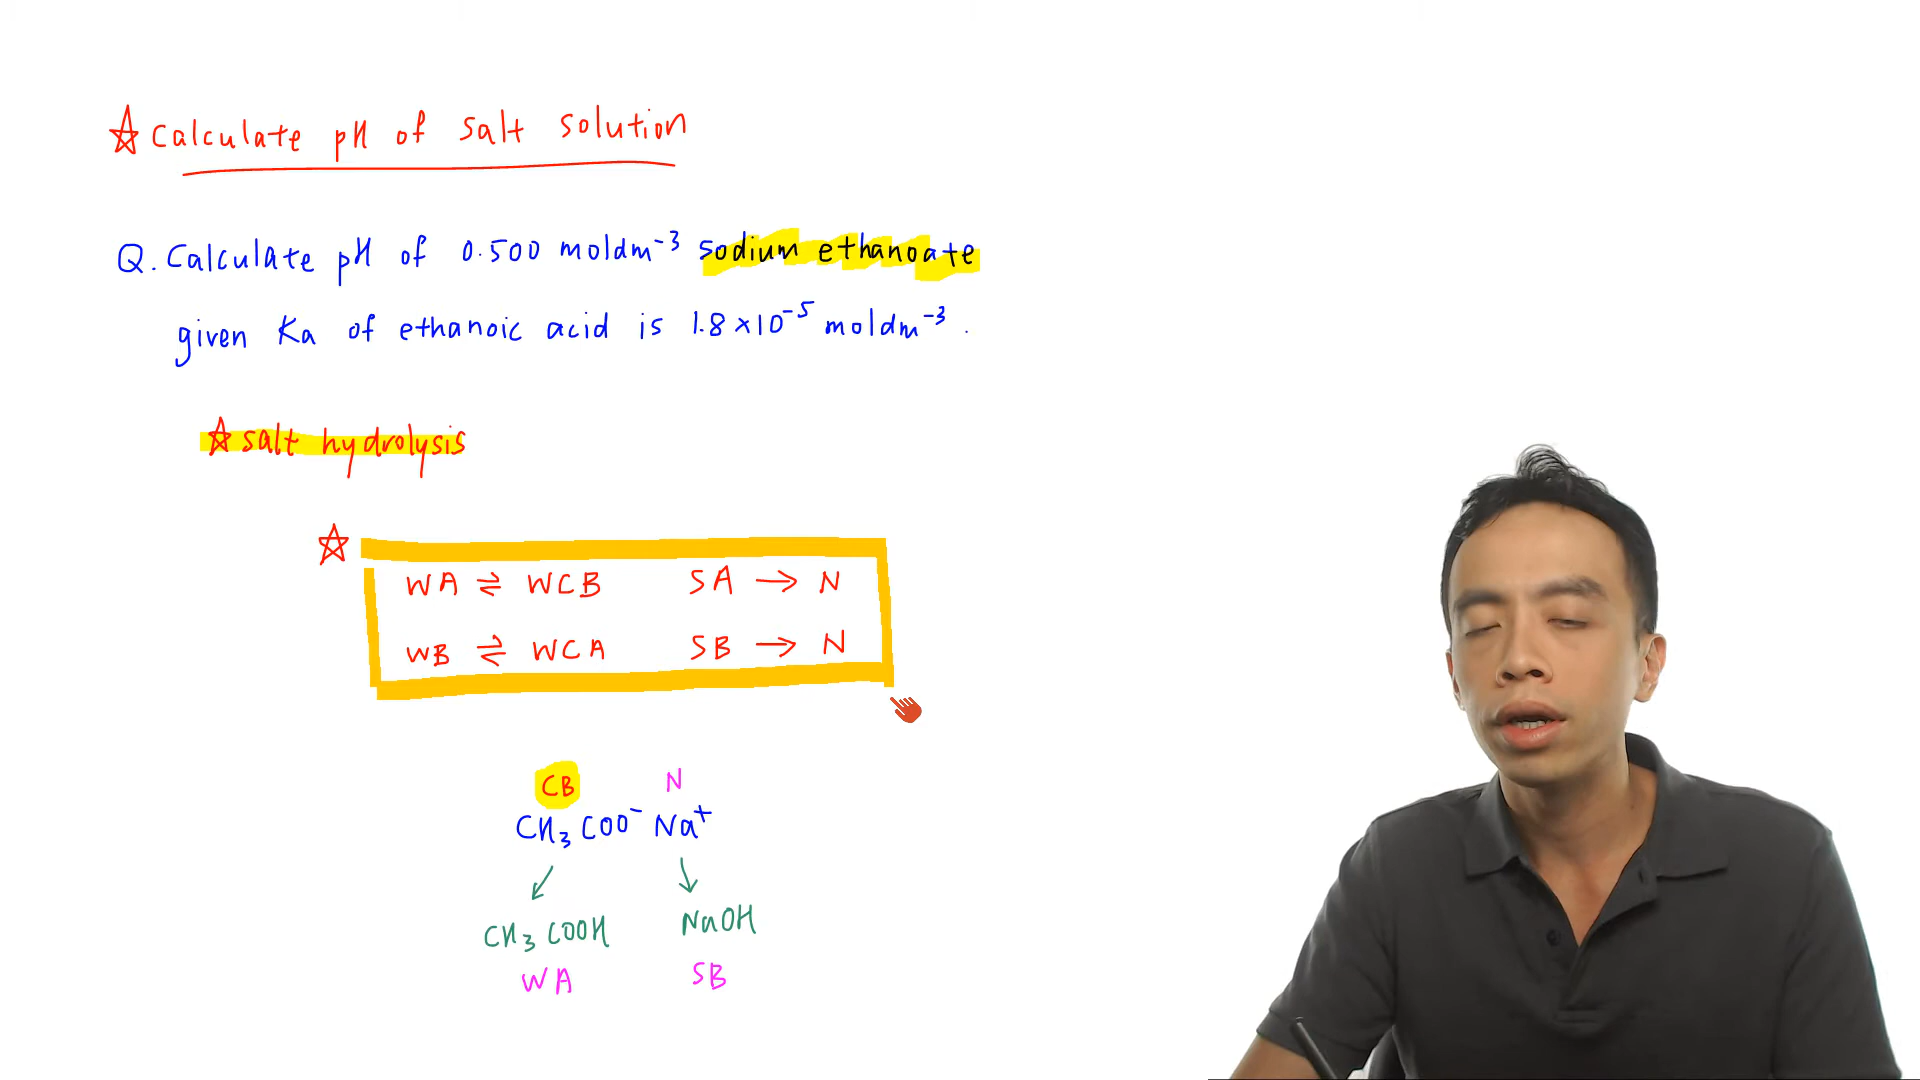 ☆ Calculate pH of salt solution
Q. Calculate pH of 0.500 moldm⁻³ sodium ethanoate
given Ka of ethanoic acid is 1.8×10⁻⁵ moldm⁻³.
☆ salt hydrolysis
☆
WA ⇌ WCB SA → N
WB ⇌ WCA SB → N
CB N
CH₃COO⁻ Na⁺
↙ ↓
CH₃COOH NaOH
WA SB